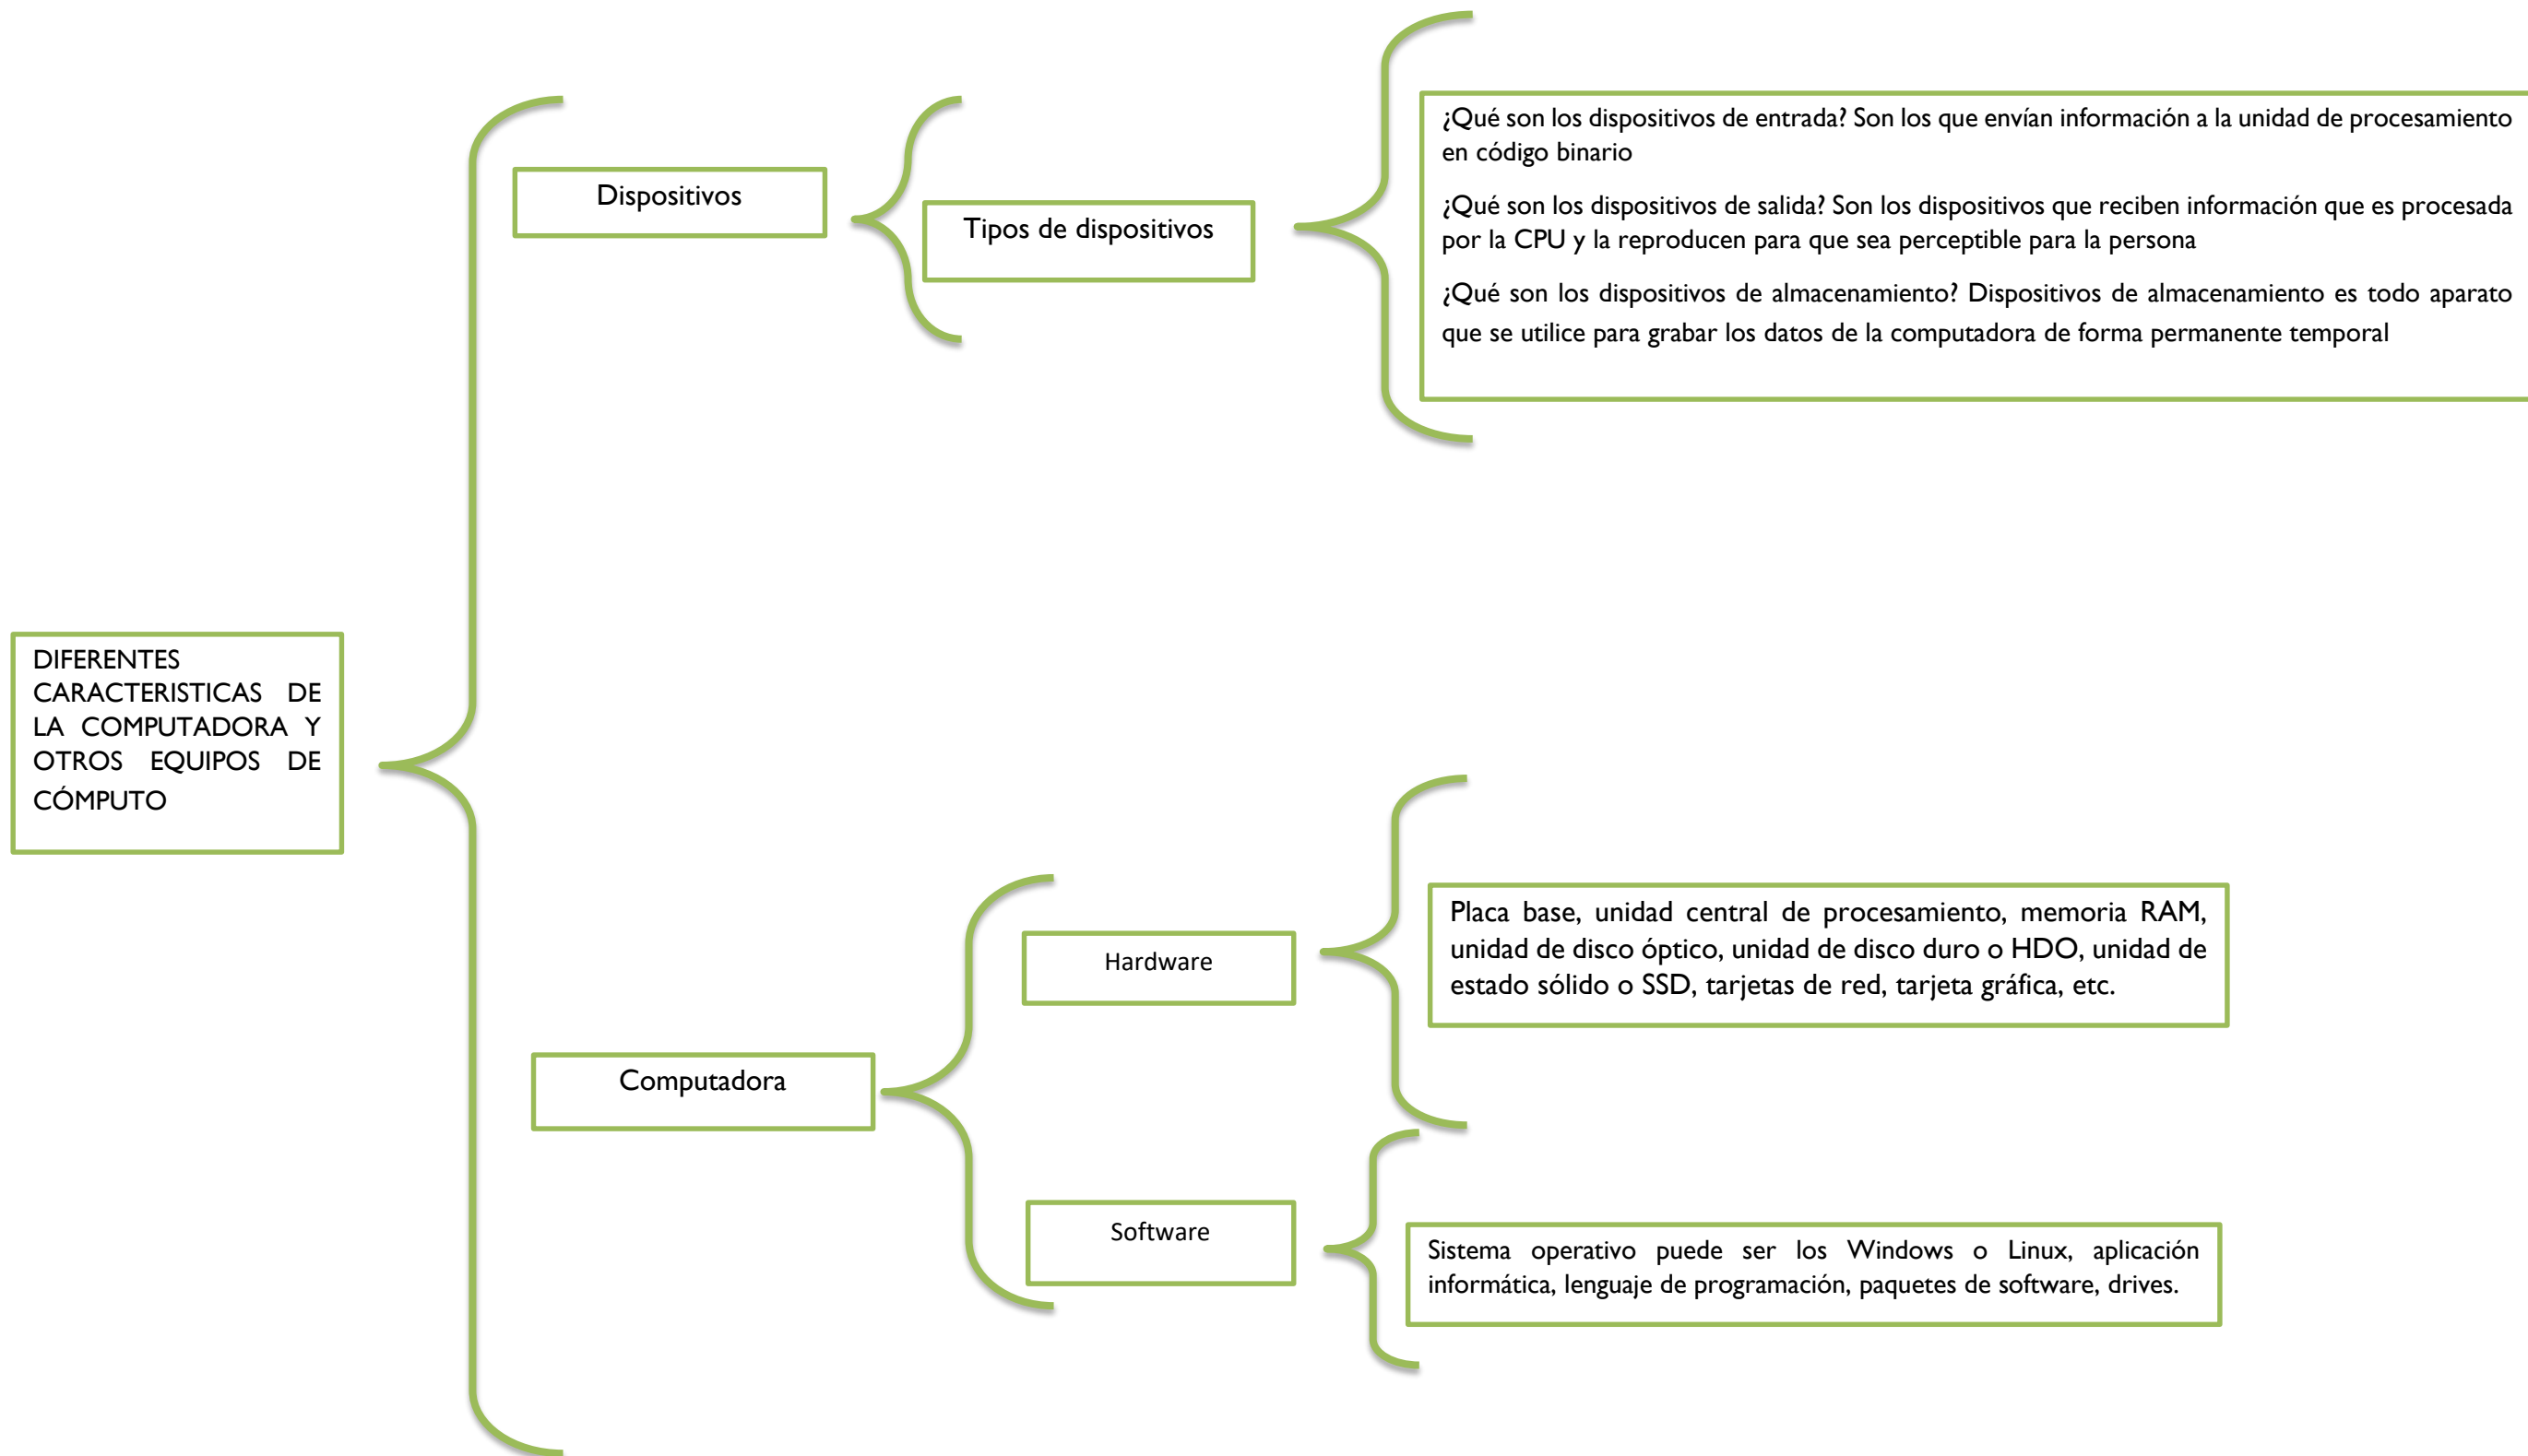 DIFERENTES
CARACTERISTICAS DE
LA COMPUTADORA Y
OTROS EQUIPOS DE
CÓMPUTO
Dispositivos
Tipos de dispositivos
¿Qué son los dispositivos de entrada? Son los que envían información a la unidad de procesamiento
en código binario
¿Qué son los dispositivos de salida? Son los dispositivos que reciben información que es procesada
por la CPU y la reproducen para que sea perceptible para la persona
¿Qué son los dispositivos de almacenamiento? Dispositivos de almacenamiento es todo aparato
que se utilice para grabar los datos de la computadora de forma permanente temporal
Computadora
Hardware
Placa base, unidad central de procesamiento, memoria RAM,
unidad de disco óptico, unidad de disco duro o HDO, unidad de
estado sólido o SSD, tarjetas de red, tarjeta gráfica, etc.
Software
Sistema operativo puede ser los Windows o Linux, aplicación
informática, lenguaje de programación, paquetes de software, drives.